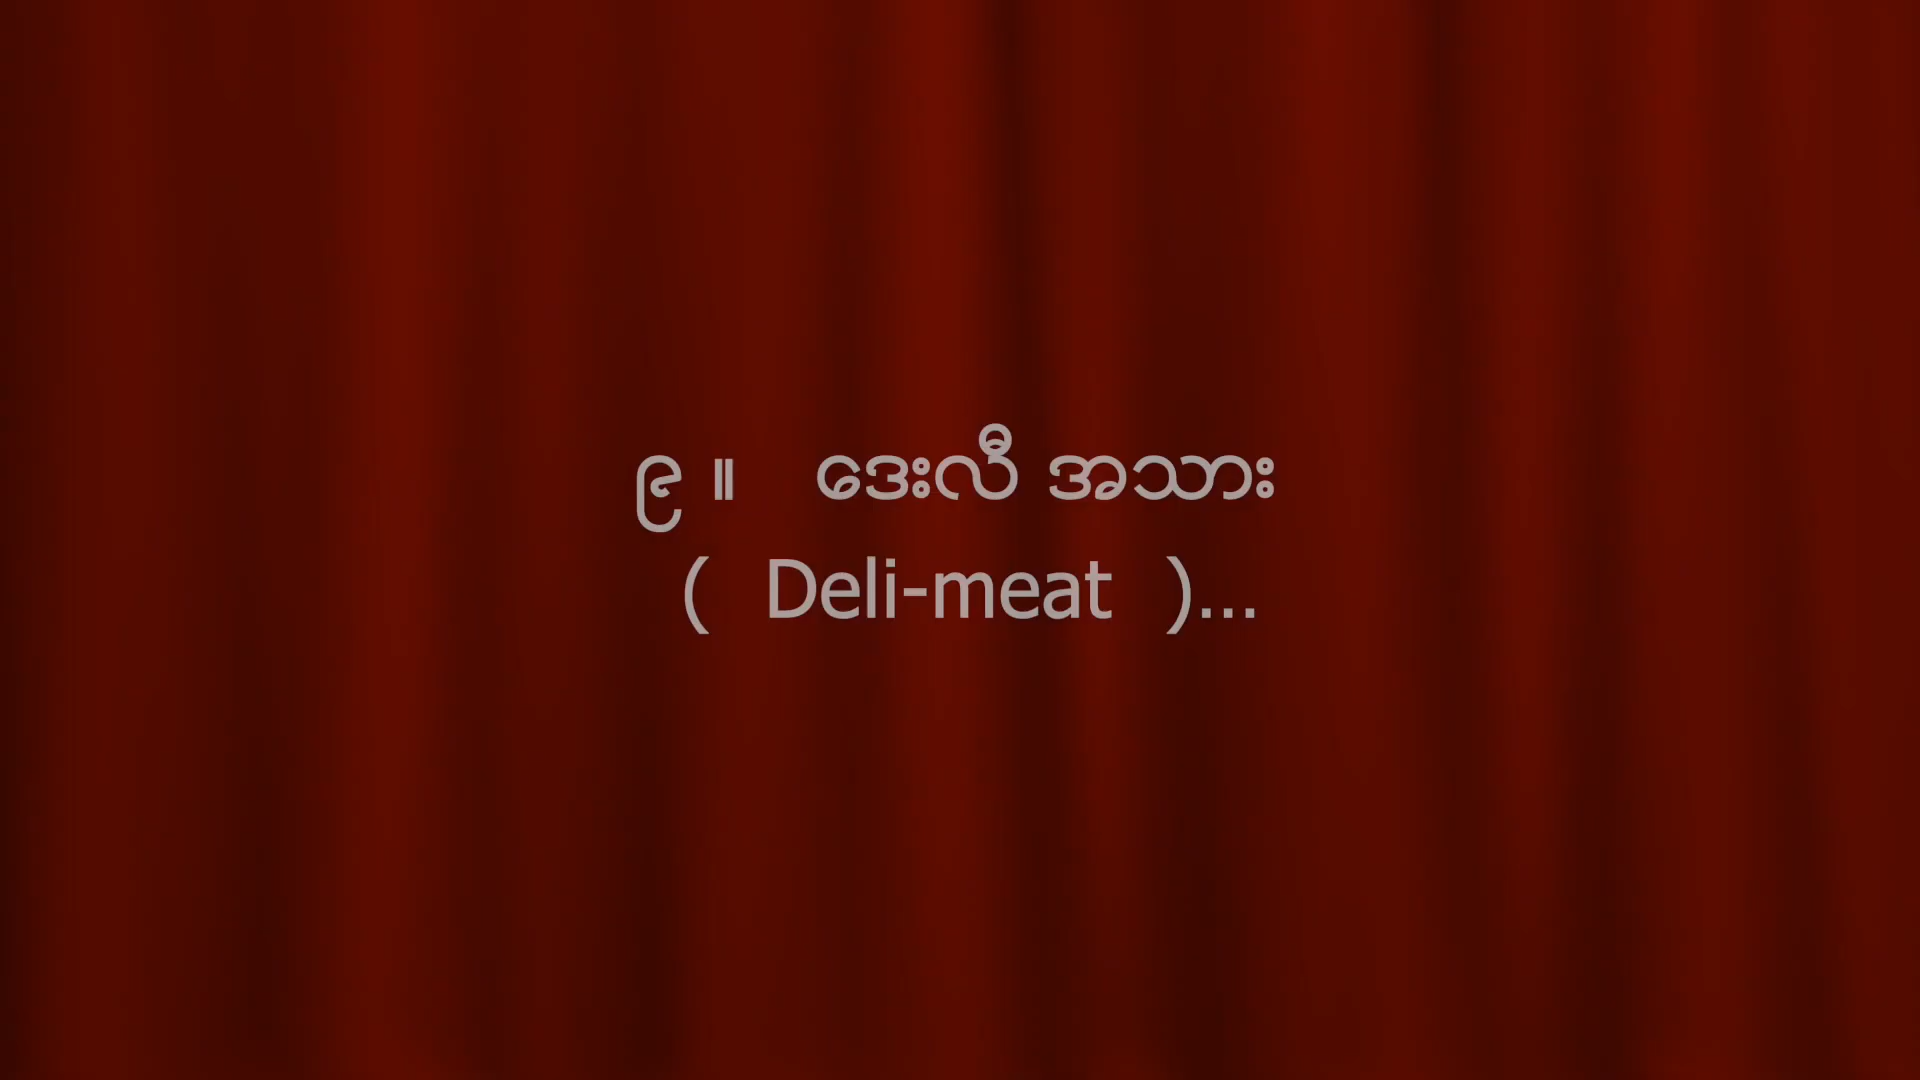 ၉ ။ ဒေးလီ အသား
( Deli-meat )...